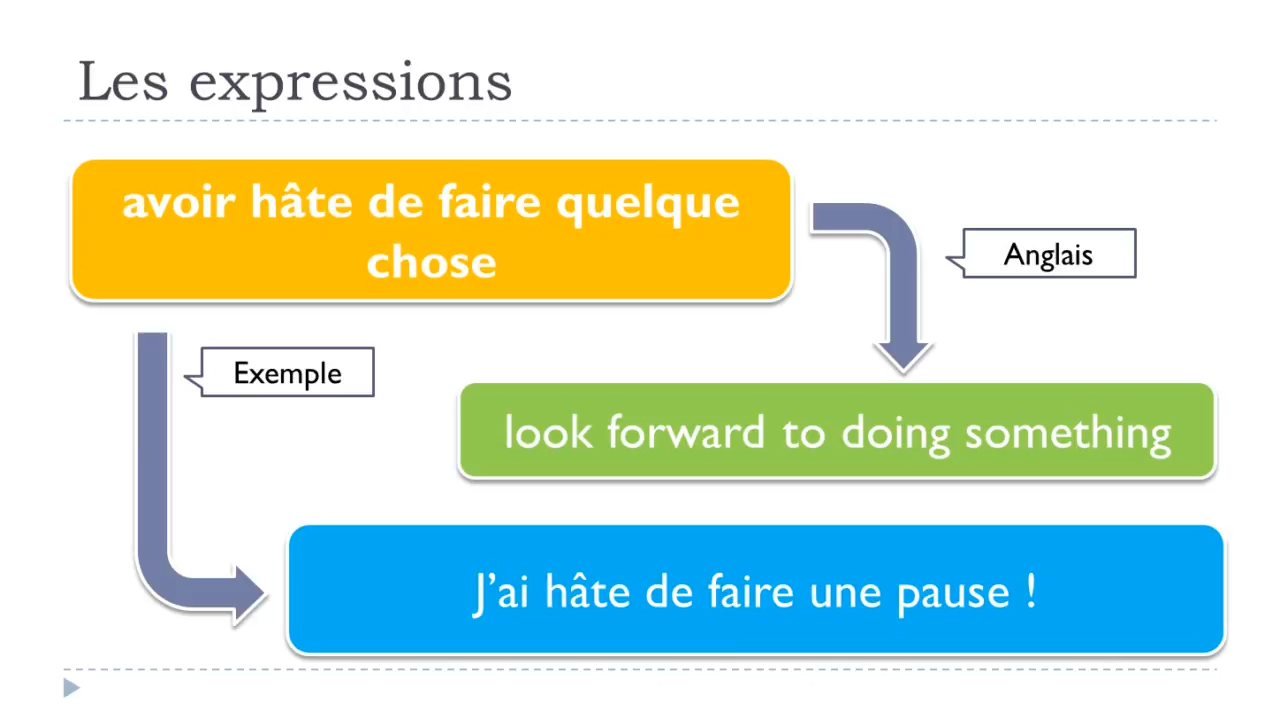 Les expressions
avoir hâte de faire quelque
chose
Anglais
Exemple
look forward to doing something
J’ai hâte de faire une pause !